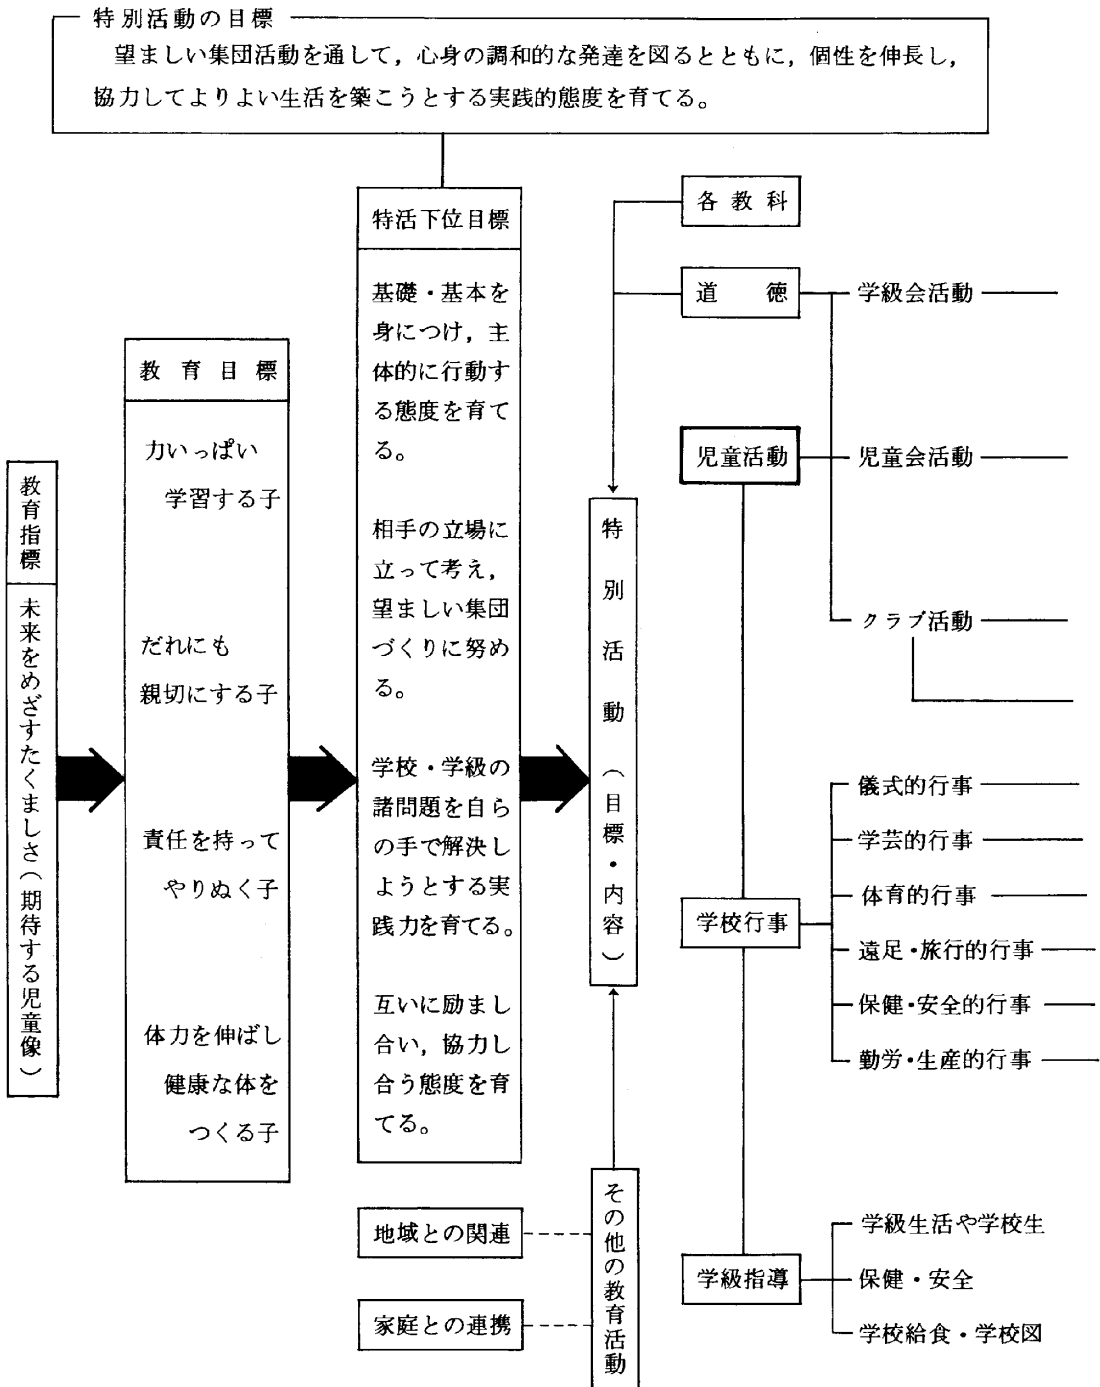 特別活動の目標
望ましい集団活動を通して，心身の調和的な発達を図るとともに，個性を伸長し，
協力してよりよい生活を築こうとする実践的態度を育てる。
教育指標
未来をめざすたくましさ（期待する児童像）
教育目標
力いっぱい
学習する子
だれにも
親切にする子
責任を持って
やりぬく子
体力を伸ばし
健康な体を
つくる子
特活下位目標
基礎・基本を
身につけ，主
体的に行動す
る態度を育て
る。
相手の立場に
立って考え，
望ましい集団
づくりに努め
る。
学校・学級の
諸問題を自ら
の手で解決し
ようとする実
践力を育てる。
互いに励まし
合い，協力し
合う態度を育
てる。
地域との関連
家庭との連携
特別活動（目標・内容）
その他の教育活動
各教科
道徳
児童活動
学校行事
学級指導
学級会活動
児童会活動
クラブ活動
儀式的行事
学芸的行事
体育的行事
遠足・旅行的行事
保健・安全的行事
勤労・生産的行事
学級生活や学校生
保健・安全
学校給食・学校図